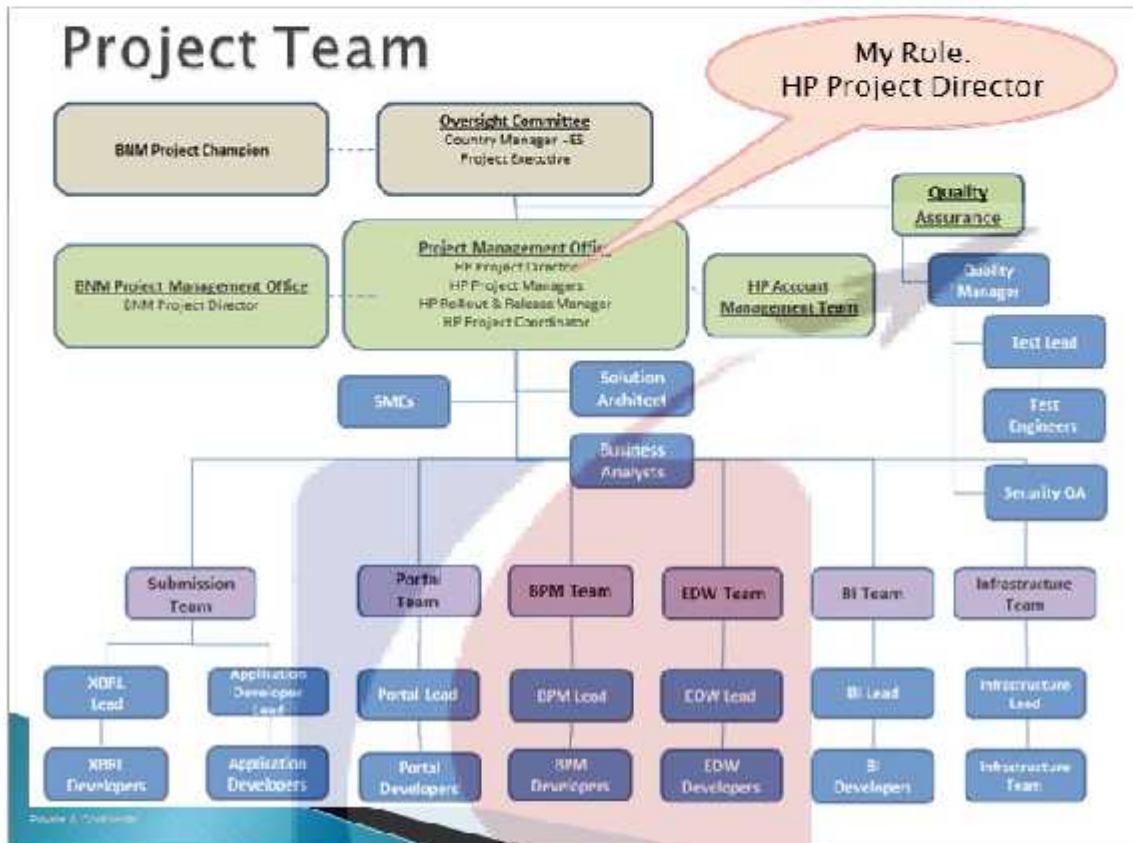 Project Team
My Role.
HP Project Director
BNM Project Champion
Oversight Committee
Country Manager -ES
Project Executive
Quality
Assurance
Project Management Office
HP Project Director
HP Project Managers
HP Rollout & Release Manager
HP Project Coordinator
BNM Project Management Office
BNM Project Director
HP Account
Management Team
Quality
Manager
Test Lead
Test
Engineers
Security QA
SMEs
Solution
Architect
Business
Analysts
Submission
Team
Portal
Team
BPM Team
EDW Team
BI Team
Infrastructure
Team
XBRL
Lead
Application
Developer
Lead
Portal Lead
BPM Lead
EDW Lead
BI Lead
Infrastructure
Lead
XBRL
Developers
Application
Developers
Portal
Developers
BPM
Developers
EDW
Developers
BI
Developers
Infrastructure
Team